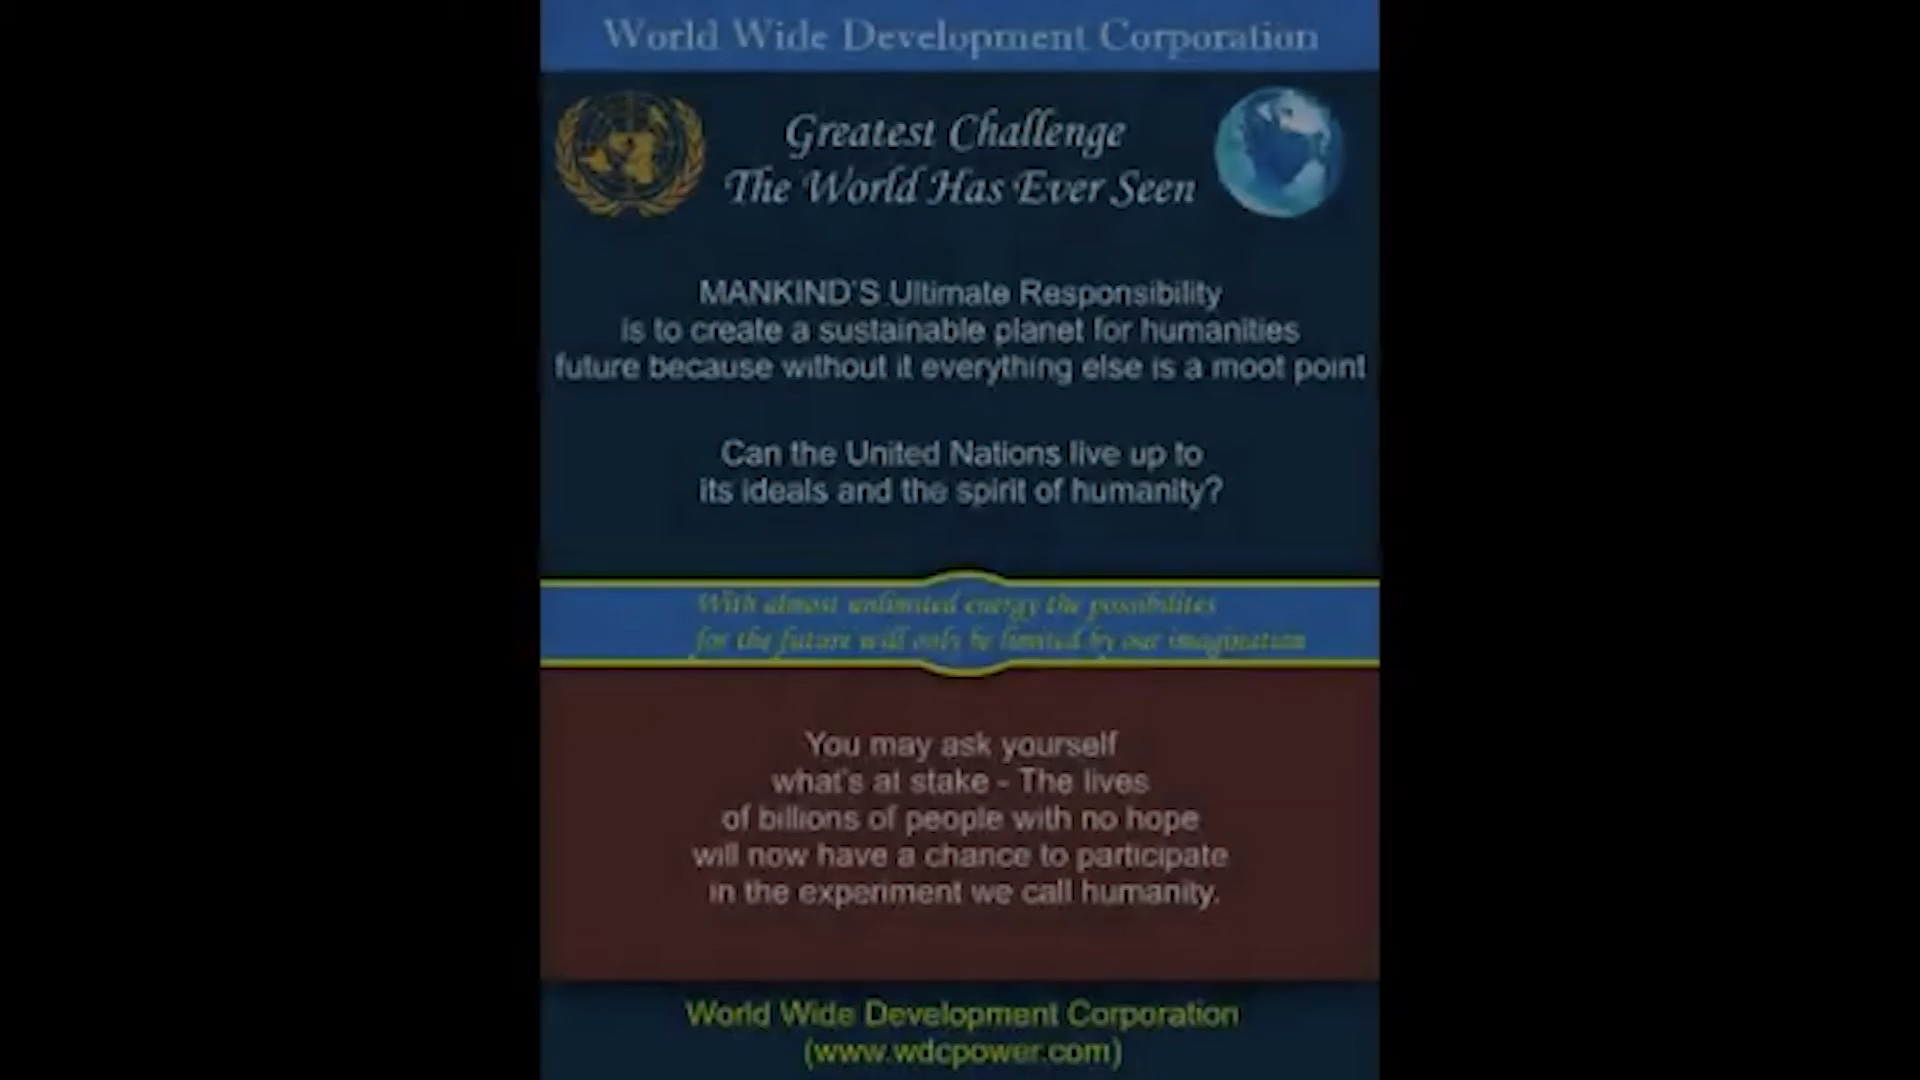 World Wide Development Corporation
Greatest Challenge
The World Has Ever Seen
MANKIND'S Ultimate Responsibility
is to create a sustainable planet for humanities
future because without it everything else is a moot point
Can the United Nations live up to
its ideals and the spirit of humanity?
With almost unlimited energy the possibilites
for the future will only be limited by our imagination
You may ask yourself
what's at stake - The lives
of billions of people with no hope
will now have a chance to participate
in the experiment we call humanity.
World Wide Development Corporation
(www.wdcpower.com)